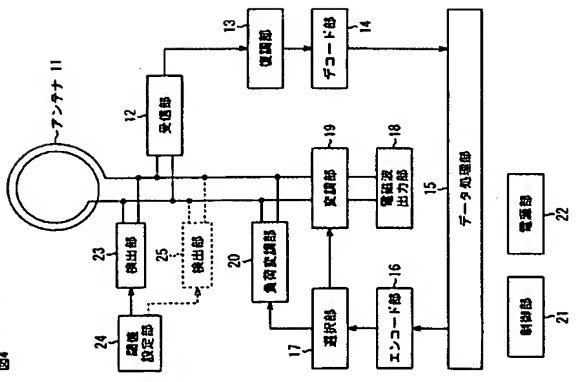 図4
アンテナ 11
23
検出部
25
検出部
24
閾値
設定部
12
受信部
13
復調部
14
デコード部
20
負荷変調部
19
変調部
18
電磁波
出力部
17
選択部
16
エンコード部
15
データ処理部
21
制御部
22
電源部